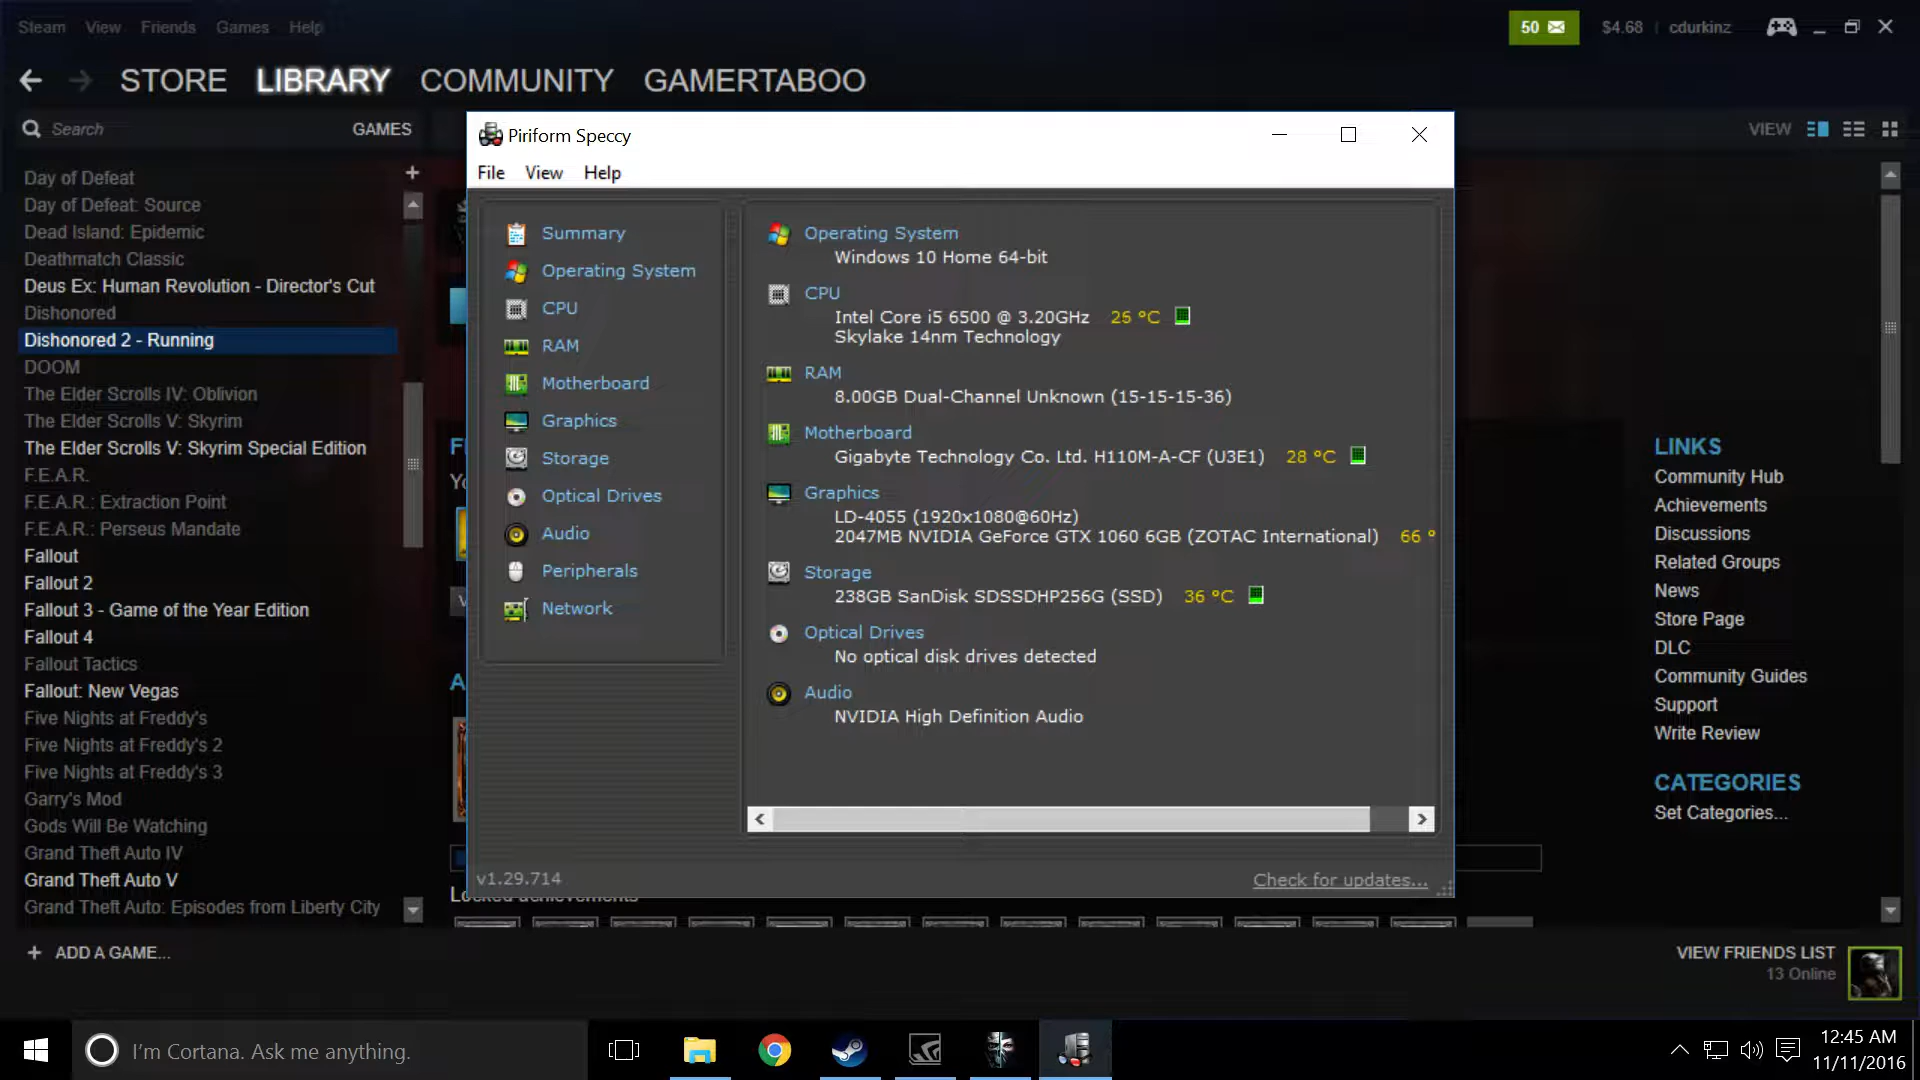 Steam View Friends Games Help
50 $4.68 cdurkinz
STORE LIBRARY COMMUNITY GAMERTABOO
Search GAMES
VIEW
Day of Defeat
Day of Defeat: Source
Dead Island: Epidemic
Deathmatch Classic
Deus Ex: Human Revolution - Director's Cut
Dishonored
Dishonored 2 - Running
DOOM
The Elder Scrolls IV: Oblivion
The Elder Scrolls V: Skyrim
The Elder Scrolls V: Skyrim Special Edition
F.E.A.R.
F.E.A.R.: Extraction Point
F.E.A.R.: Perseus Mandate
Fallout
Fallout 2
Fallout 3 - Game of the Year Edition
Fallout 4
Fallout Tactics
Fallout: New Vegas
Five Nights at Freddy's
Five Nights at Freddy's 2
Five Nights at Freddy's 3
Garry's Mod
Gods Will Be Watching
Grand Theft Auto IV
Grand Theft Auto V
Grand Theft Auto: Episodes from Liberty City
+ ADD A GAME...
Piriform Speccy
File View Help
Summary
Operating System
CPU
RAM
Motherboard
Graphics
Storage
Optical Drives
Audio
Peripherals
Network
Operating System
Windows 10 Home 64-bit
CPU
Intel Core i5 6500 @ 3.20GHz 25 °C
Skylake 14nm Technology
RAM
8.00GB Dual-Channel Unknown (15-15-15-36)
Motherboard
Gigabyte Technology Co. Ltd. H110M-A-CF (U3E1) 28 °C
Graphics
LD-4055 (1920x1080@60Hz)
2047MB NVIDIA GeForce GTX 1060 6GB (ZOTAC International) 66 °
Storage
238GB SanDisk SDSSDHP256G (SSD) 36 °C
Optical Drives
No optical disk drives detected
Audio
NVIDIA High Definition Audio
v1.29.714
Check for updates...
LINKS
Community Hub
Achievements
Discussions
Related Groups
News
Store Page
DLC
Community Guides
Support
Write Review
CATEGORIES
Set Categories...
VIEW FRIENDS LIST
13 Online
I'm Cortana. Ask me anything.
12:45 AM
11/11/2016